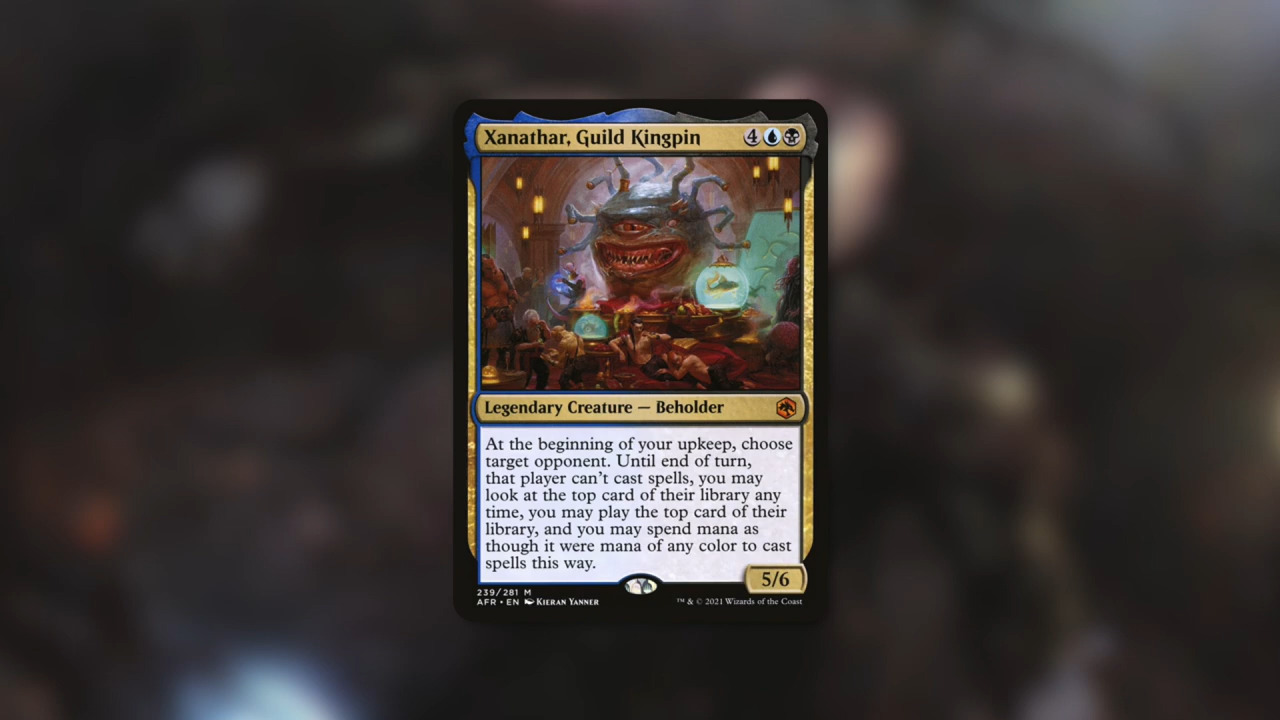 Xanathar, Guild Kingpin 4
Legendary Creature — Beholder
At the beginning of your upkeep, choose
target opponent. Until end of turn,
that player can't cast spells, you may
look at the top card of their library any
time, you may play the top card of their
library, and you may spend mana as
though it were mana of any color to cast
spells this way.
5/6
239/281 M
AFR • EN KIERAN YANNER
™ & © 2021 Wizards of the Coast